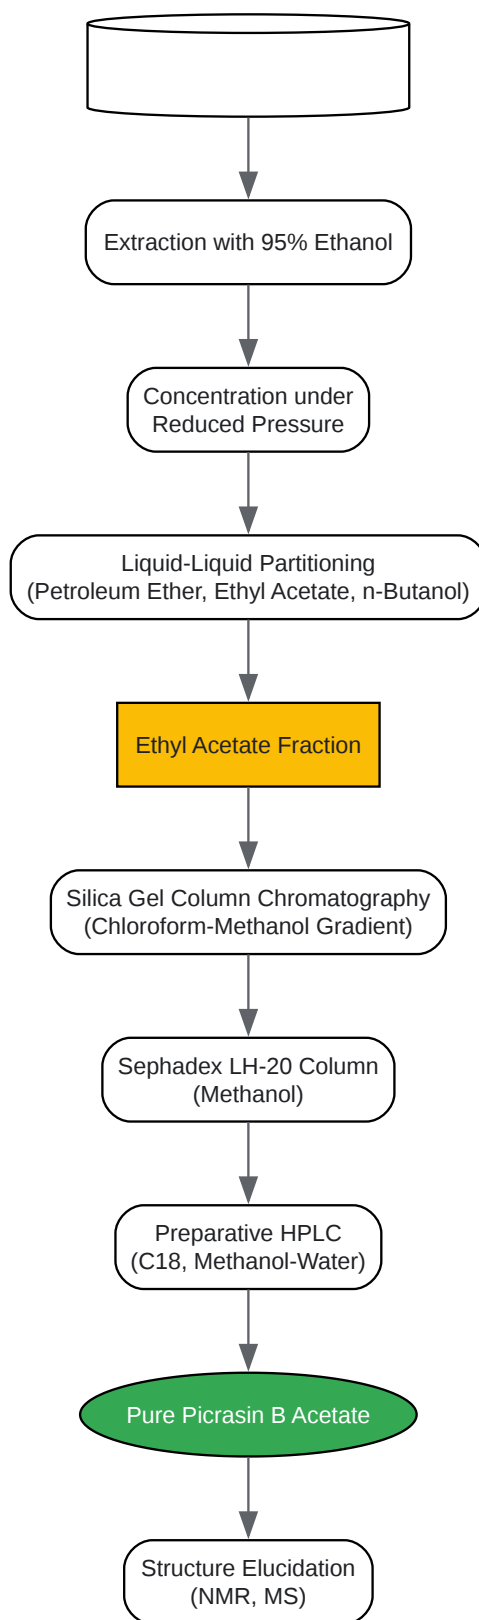 Extraction with 95% Ethanol
Concentration under
Reduced Pressure
Liquid-Liquid Partitioning
(Petroleum Ether, Ethyl Acetate, n-Butanol)
Ethyl Acetate Fraction
Silica Gel Column Chromatography
(Chloroform-Methanol Gradient)
Sephadex LH-20 Column
(Methanol)
Preparative HPLC
(C18, Methanol-Water)
Pure Picrasin B Acetate
Structure Elucidation
(NMR, MS)